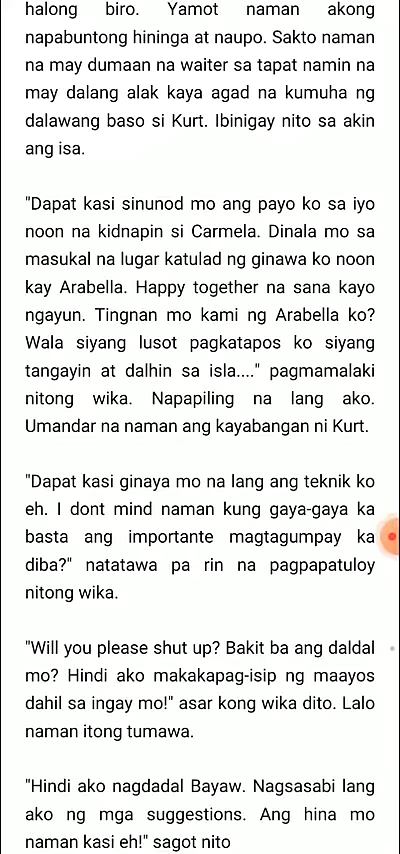 halong biro. Yamot naman akong
napabuntong hininga at naupo. Sakto naman
na may dumaan na waiter sa tapat namin na
may dalang alak kaya agad na kumuha ng
dalawang baso si Kurt. Ibinigay nito sa akin
ang isa.
"Dapat kasi sinunod mo ang payo ko sa iyo
noon na kidnapin si Carmela. Dinala mo sa
masukal na lugar katulad ng ginawa ko noon
kay Arabella. Happy together na sana kayo
ngayun. Tingnan mo kami ng Arabella ko?
Wala siyang lusot pagkatapos ko siyang
tangayin at dalhin sa isla...." pagmamalaki
nitong wika. Napapiling na lang ako.
Umandar na naman ang kayabangan ni Kurt.
"Dapat kasi ginaya mo na lang ang teknik ko
eh. I dont mind naman kung gaya-gaya ka
basta ang importante magtagumpay ka
diba?" natatawa pa rin na pagpapatuloy
nitong wika.
"Will you please shut up? Bakit ba ang daldal
mo? Hindi ako makakapag-isip ng maayos
dahil sa ingay mo!" asar kong wika dito. Lalo
naman itong tumawa.
"Hindi ako nagdadal Bayaw. Nagsasabi lang
ako ng mga suggestions. Ang hina mo
naman kasi eh!" sagot nito